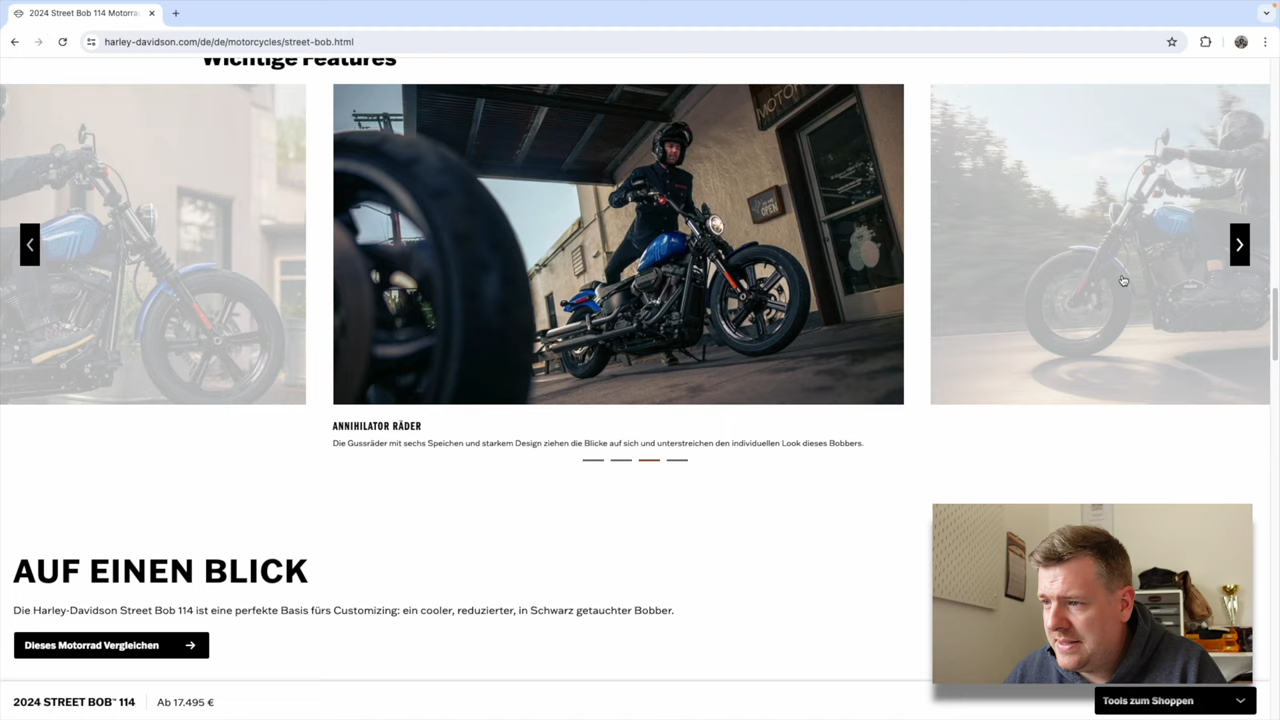 2024 Street Bob 114 Motorra
harley-davidson.com/de/de/motorcycles/street-bob.html
Wichtige Features
MOTO
OPEN
ANNIHILATOR RÄDER
Die Gussräder mit sechs Speichen und starkem Design ziehen die Blicke auf sich und unterstreichen den individuellen Look dieses Bobbers.
AUF EINEN BLICK
Die Harley-Davidson Street Bob 114 ist eine perfekte Basis fürs Customizing: ein cooler, reduzierter, in Schwarz getauchter Bobber.
Dieses Motorrad Vergleichen
2024 STREET BOB™ 114
Ab 17.495 €
Tools zum Shoppen